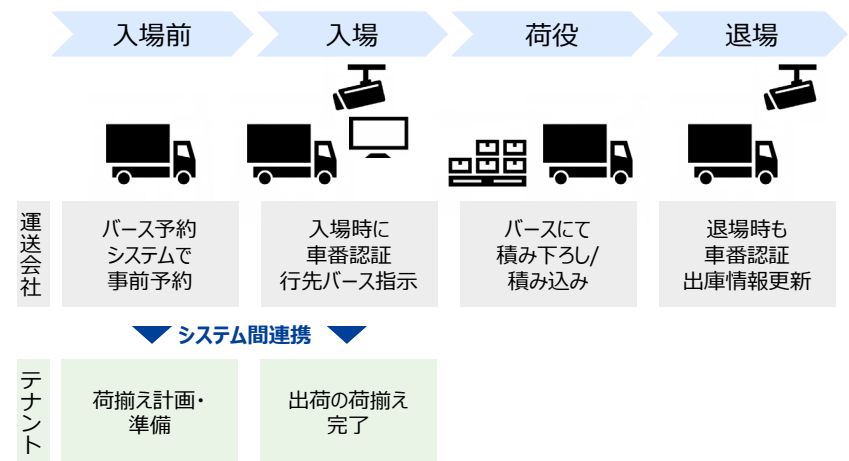 入場前
入場
荷役
退場
運送会社
バース予約
システムで
事前予約
入場時に
車番認証
行先バース指示
バースにて
積み下ろし/
積み込み
退場時も
車番認証
出庫情報更新
システム間連携
テナント
荷揃え計画・
準備
出荷の荷揃え
完了